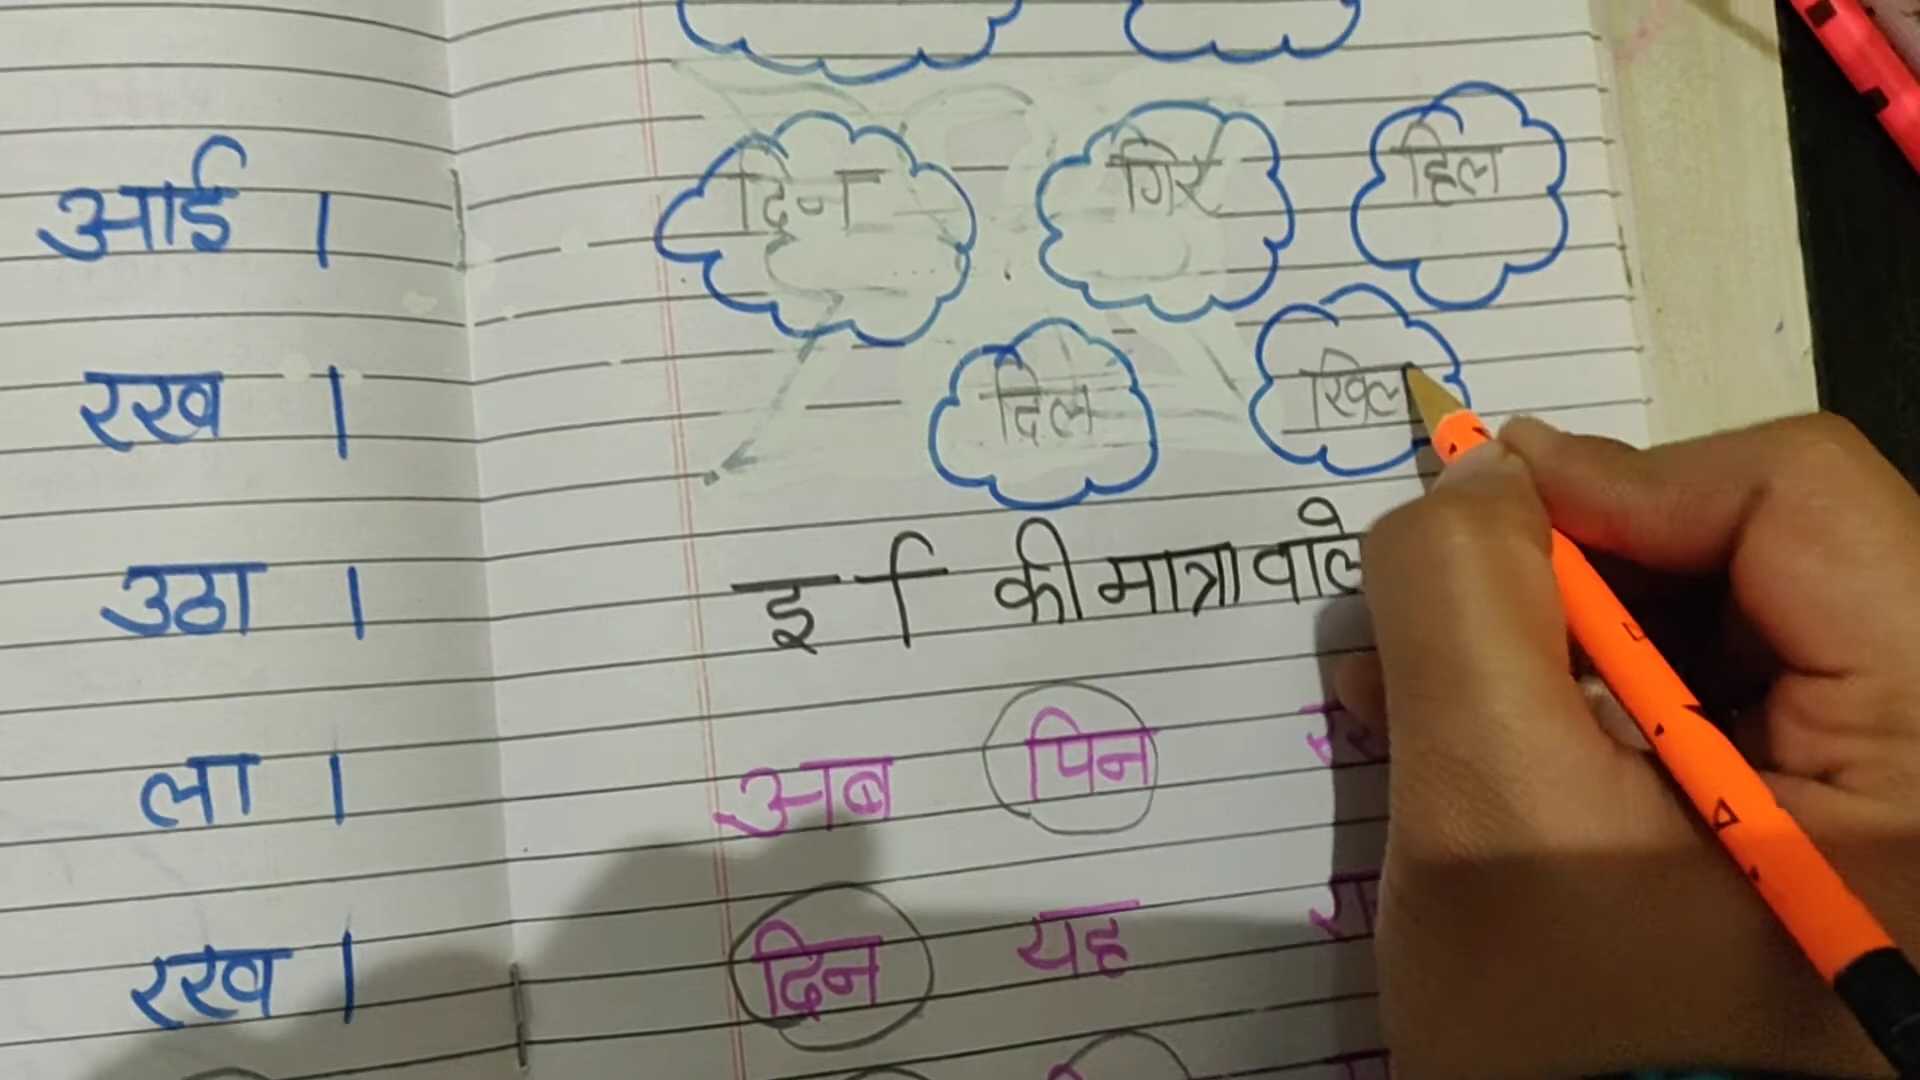 आई ।
रख ।
उठा ।
ला ।
रख ।
दिन गिर हिल
दिल खिल
इ ि की मात्रा वाले
अब पिन
दिन यह